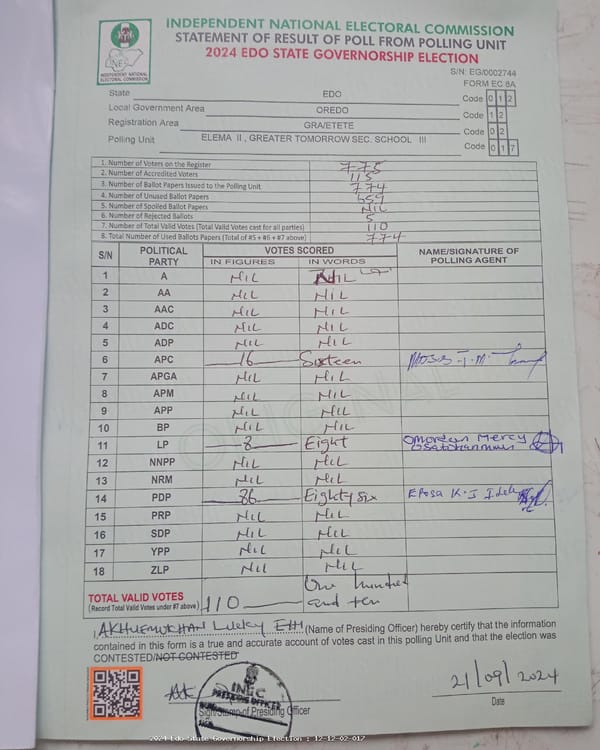 INDEPENDENT NATIONAL ELECTORAL COMMISSION
STATEMENT OF RESULT OF POLL FROM POLLING UNIT
2024 EDO STATE GOVERNORSHIP ELECTION
INEC
INDEPENDENT NATIONAL ELECTORAL COMMISSION
S/N: EG/0002744
FORM EC 8A
State EDO Code 0 1 2
Local Government Area OREDO Code 1 2
Registration Area GRA/ETETE Code 0 2
Polling Unit ELEMA II , GREATER TOMORROW SEC. SCHOOL III Code 0 1 7
1. Number of Voters on the Register 775
2. Number of Accredited Voters 115
3. Number of Ballot Papers Issued to the Polling Unit 774
4. Number of Unused Ballot Papers 659
5. Number of Spoiled Ballot Papers NIL
6. Number of Rejected Ballots 5
7. Number of Total Valid Votes (Total Valid Votes cast for all parties) 110
8. Total Number of Used Ballots Papers (Total of #5 + #6 + #7 above) 774
S/N POLITICAL PARTY VOTES SCORED NAME/SIGNATURE OF POLLING AGENT
IN FIGURES IN WORDS
1 A NIL NIL
2 AA NIL NIL
3 AAC NIL NIL
4 ADC NIL NIL
5 ADP NIL NIL
6 APC 16 Sixteen
7 APGA NIL NIL
8 APM NIL NIL
9 APP NIL NIL
10 BP NIL NIL
11 LP 8 Eight Mercy
12 NNPP NIL NIL
13 NRM NIL NIL
14 PDP 86 Eighty six
15 PRP NIL NIL
16 SDP NIL NIL
17 YPP NIL NIL
18 ZLP NIL NIL
TOTAL VALID VOTES
(Record Total Valid Votes under #7 above) 110 One hundred and ten
I, Lucky (Name of Presiding Officer) hereby certify that the information
contained in this form is a true and accurate account of votes cast in this polling Unit and that the election was
CONTESTED/NOT CONTESTED
INEC
PRESIDING OFFICER
Sign/Stamp of Presiding Officer
21/09/2024
Date
2024 Edo State Governorship Election : 12-12-02-017